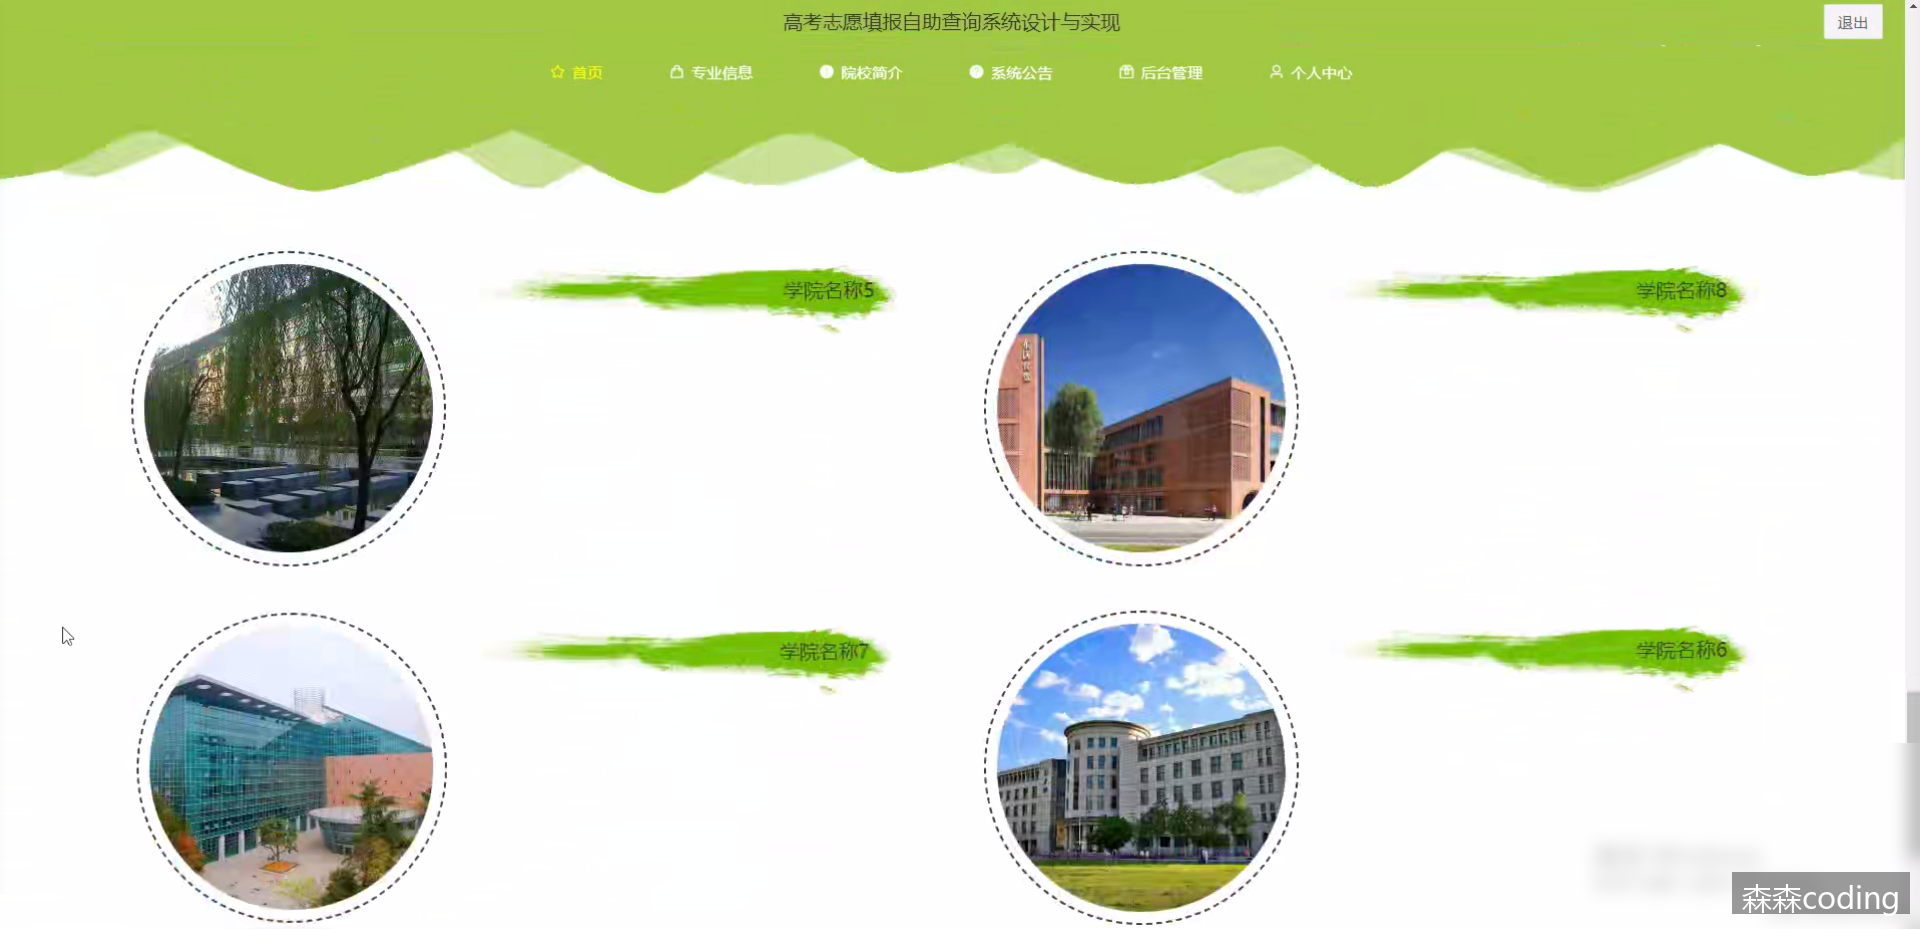 高考志愿填报自助查询系统设计与实现
退出
首页
专业信息
院校简介
系统公告
后台管理
个人中心
学院名称5
学院名称8
学院名称7
学院名称6
森森coding